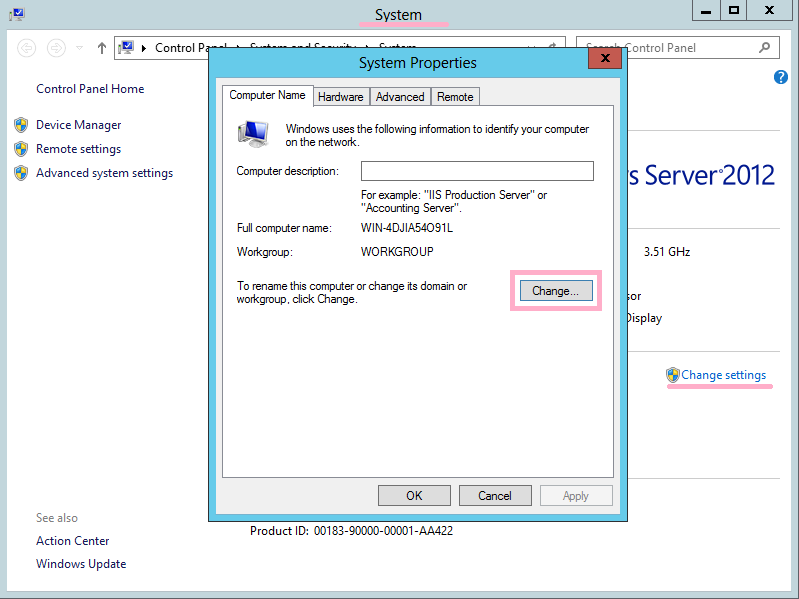 System
Control Panel
System and Security
System
Search Control Panel
Control Panel Home
Device Manager
Remote settings
Advanced system settings
System Properties
Computer Name
Hardware
Advanced
Remote
Windows uses the following information to identify your computer
on the network.
Computer description:
For example: "IIS Production Server" or
"Accounting Server".
Full computer name: WIN-4DJIA54O91L
Workgroup: WORKGROUP
To rename this computer or change its domain or
workgroup, click Change.
Change...
OK
Cancel
Apply
s Server 2012
3.51 GHz
sor
Display
Change settings
See also
Action Center
Windows Update
Product ID: 00183-90000-00001-AA422